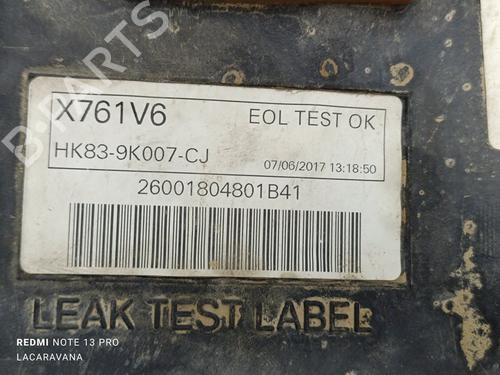 X761V6 EOL TEST OK
HK83-9K007-CJ 07/06/2017 13:18:50
26001804801B41
LEAK TEST LABEL
REDMI NOTE 13 PRO
LACARAVANA